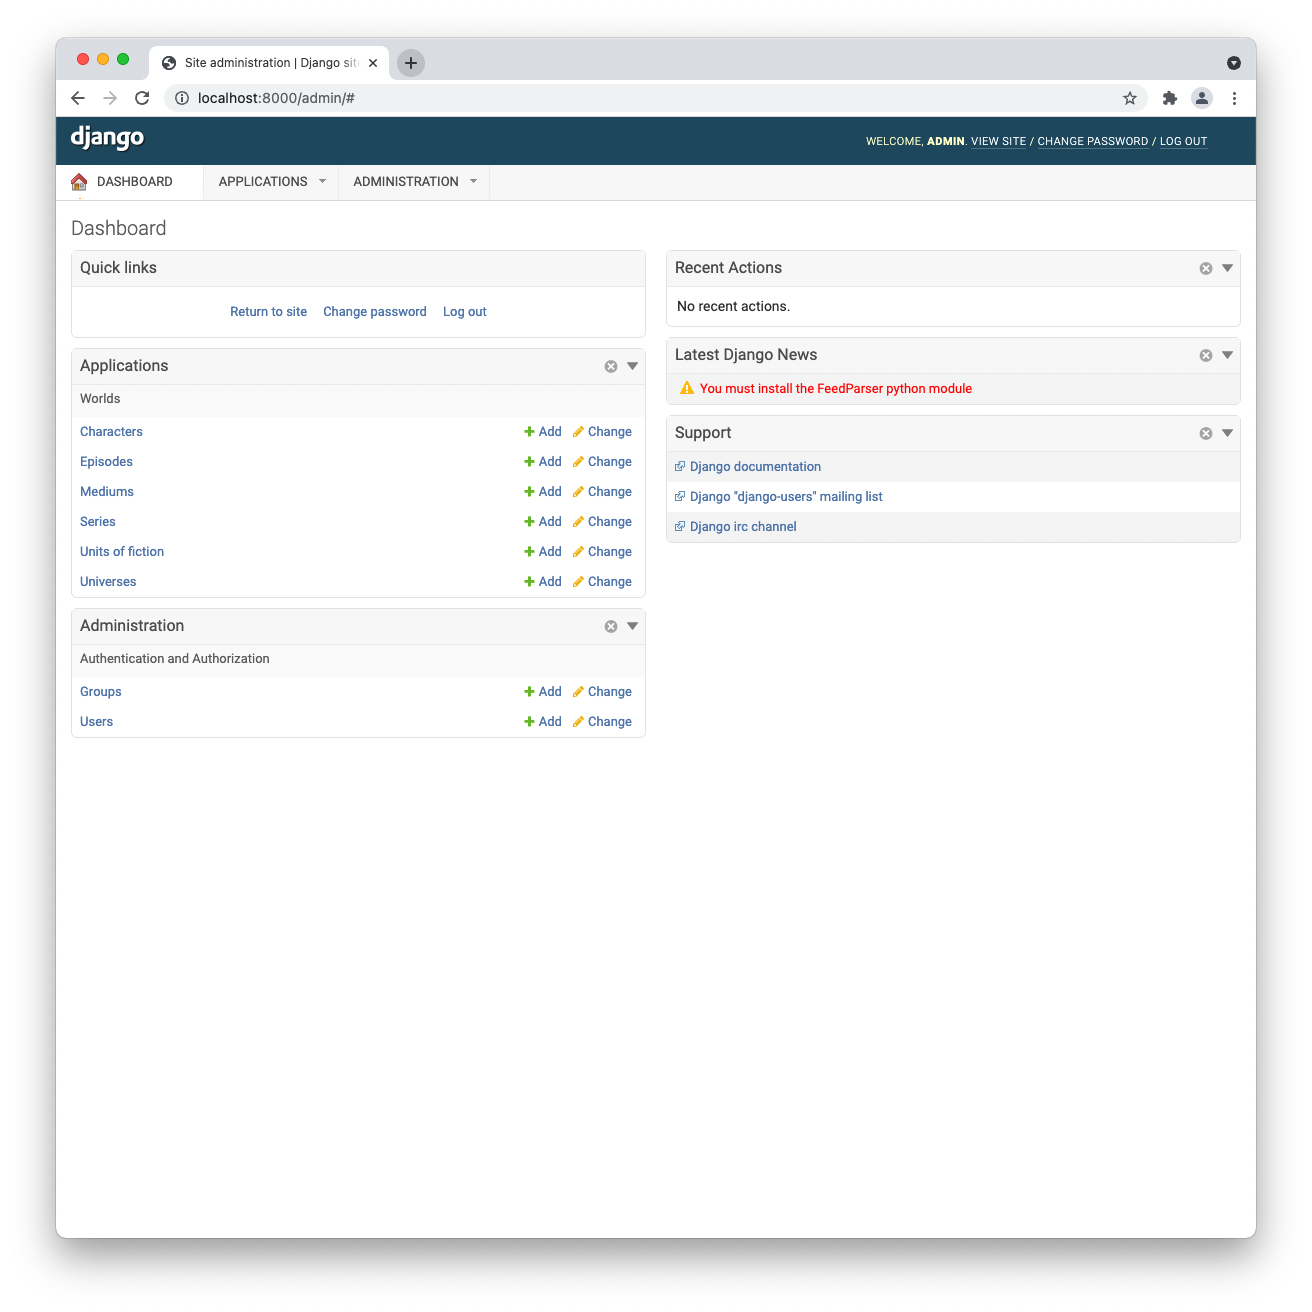 Site administration | Django sit
localhost:8000/admin/#
django
WELCOME, ADMIN. VIEW SITE / CHANGE PASSWORD / LOG OUT
DASHBOARD APPLICATIONS ADMINISTRATION
Dashboard
Quick links
Return to site Change password Log out
Applications
Worlds
Characters Add Change
Episodes Add Change
Mediums Add Change
Series Add Change
Units of fiction Add Change
Universes Add Change
Administration
Authentication and Authorization
Groups Add Change
Users Add Change
Recent Actions
No recent actions.
Latest Django News
You must install the FeedParser python module
Support
Django documentation
Django "django-users" mailing list
Django irc channel